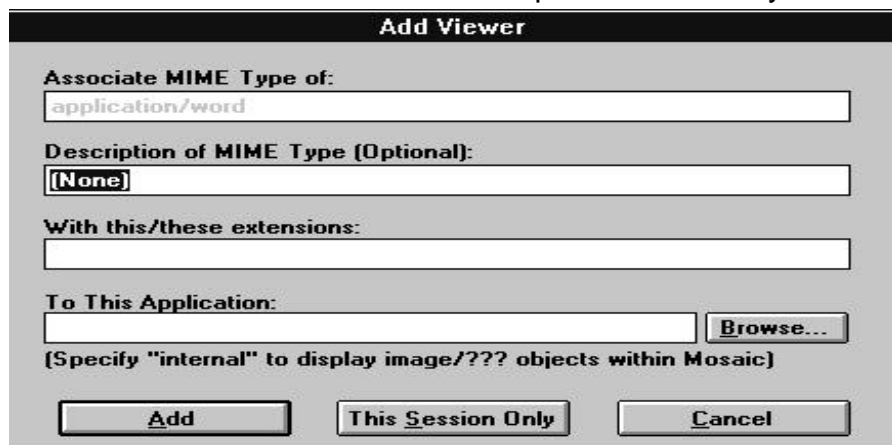 Add Viewer
Associate MIME Type of:
application/word
Description of MIME Type (Optional):
(None)
With this/these extensions:
To This Application:
Browse...
(Specify "internal" to display image/??? objects within Mosaic)
Add This Session Only Cancel